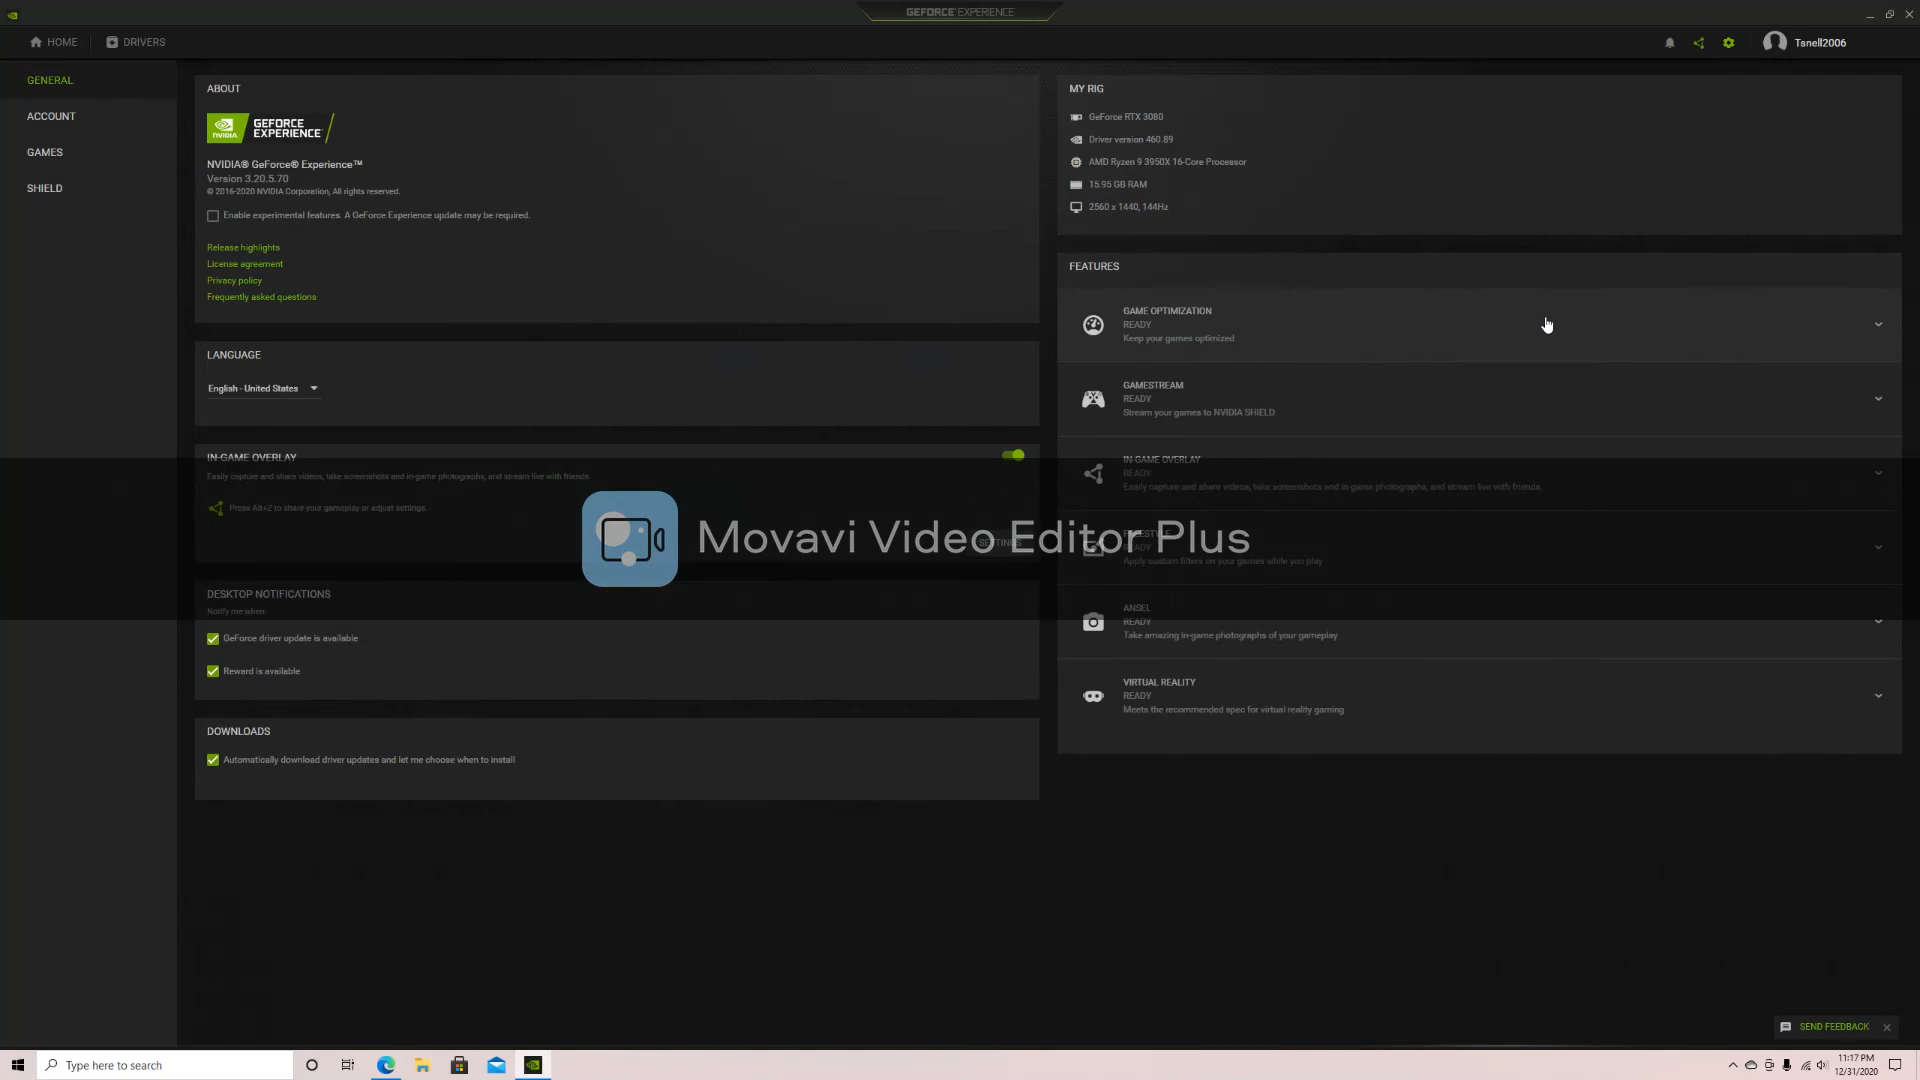 GEFORCE EXPERIENCE
HOME
DRIVERS
Tsnell2006
GENERAL
ACCOUNT
GAMES
SHIELD
ABOUT
NVIDIA
GEFORCE
EXPERIENCE
NVIDIA® GeForce® Experience™
Version 3.20.5.70
© 2016-2020 NVIDIA Corporation, All rights reserved.
Enable experimental features. A GeForce Experience update may be required.
Release highlights
License agreement
Privacy policy
Frequently asked questions
LANGUAGE
English - United States
IN-GAME OVERLAY
Easily capture and share videos, take screenshots and in-game photographs, and stream live with friends.
Press Alt+Z to share your gameplay or adjust settings.
SETTINGS
DESKTOP NOTIFICATIONS
Notify me when:
GeForce driver update is available
Reward is available
DOWNLOADS
Automatically download driver updates and let me choose when to install
MY RIG
GeForce RTX 3080
Driver version 460.89
AMD Ryzen 9 3950X 16-Core Processor
15.95 GB RAM
2560 x 1440, 144Hz
FEATURES
GAME OPTIMIZATION
READY
Keep your games optimized
GAMESTREAM
READY
Stream your games to NVIDIA SHIELD
IN-GAME OVERLAY
READY
Easily capture and share videos, take screenshots and in-game photographs, and stream live with friends.
FREESTYLE
READY
Apply custom filters on your games while you play
ANSEL
READY
Take amazing in-game photographs of your gameplay
VIRTUAL REALITY
READY
Meets the recommended spec for virtual reality gaming
Movavi Video Editor Plus
SEND FEEDBACK
Type here to search
11:17 PM
12/31/2020